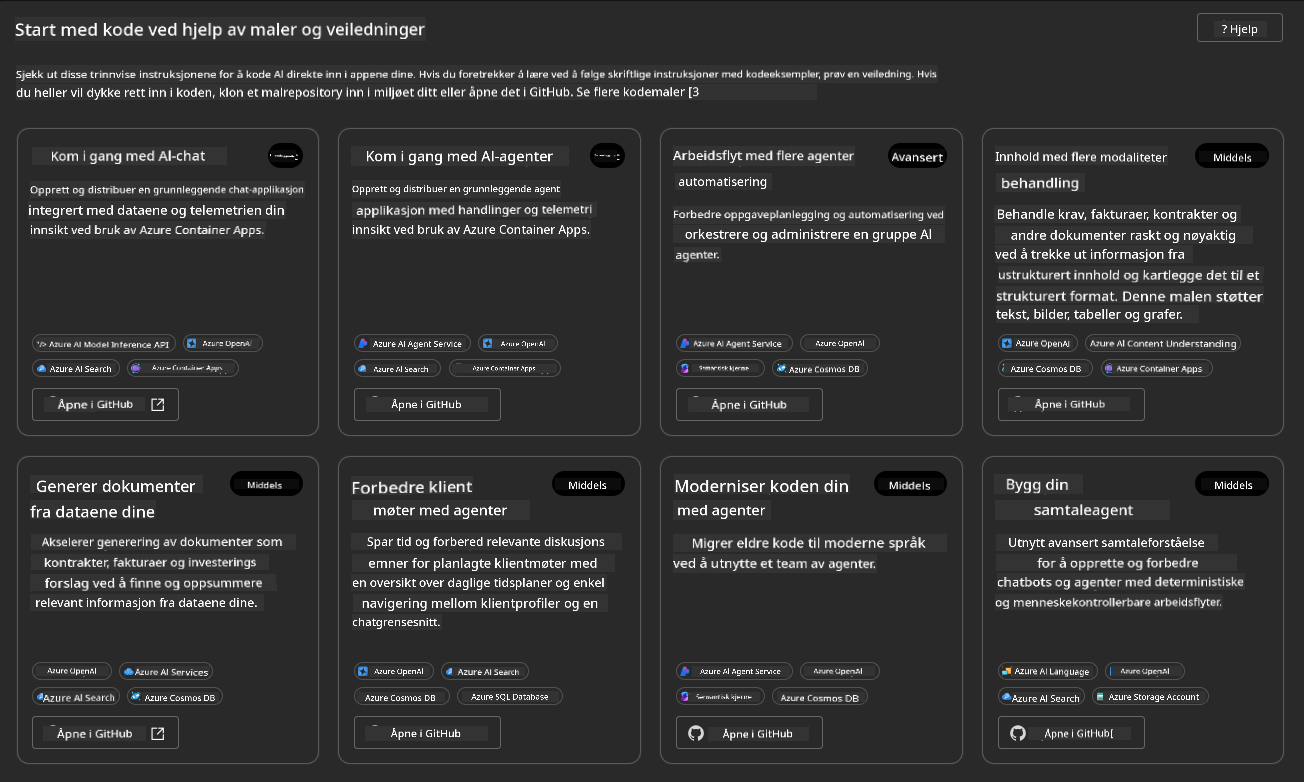 Start med kode ved hjelp av maler og veiledninger
? Hjelp
Sjekk ut disse trinnvise instruksjonene for å kode AI direkte inn i appene dine. Hvis du foretrekker å lære ved å følge skriftlige instruksjoner med kodeeksempler, prøv en veiledning. Hvis
du heller vil dykke rett inn i koden, klon et malrepository inn i miljøet ditt eller åpne det i GitHub. Se flere kodemaler [3
Kom i gang med AI-chat
Opprett og distribuer en grunnleggende chat-applikasjon
integrert med dataene og telemetrien din
innsikt ved bruk av Azure Container Apps.
"/> Azure AI Model Inference API
Azure OpenAI
Azure AI Search
Azure Container Apps
Åpne i GitHub
Kom i gang med AI-agenter
Opprett og distribuer en grunnleggende agent
applikasjon med handlinger og telemetri
innsikt ved bruk av Azure Container Apps.
Azure AI Agent Service
Azure OpenAI
Azure AI Search
Azure Container Apps
Åpne i GitHub
Arbeidsflyt med flere agenter
Avansert
automatisering
Forbedre oppgaveplanlegging og automatisering ved
orkestrere og administrere en gruppe AI
agenter.
Azure AI Agent Service
Azure OpenAI
Semantisk kjerne
Azure Cosmos DB
Åpne i GitHub
Innhold med flere modaliteter
Middels
behandling
Behandle krav, fakturaer, kontrakter og
andre dokumenter raskt og nøyaktig
ved å trekke ut informasjon fra
ustrukturert innhold og kartlegge det til et
strukturert format. Denne malen støtter
tekst, bilder, tabeller og grafer.
Azure OpenAI
Azure AI Content Understanding
Azure Cosmos DB
Azure Container Apps
Åpne i GitHub
Generer dokumenter
Middels
fra dataene dine
Akselerer generering av dokumenter som
kontrakter, fakturaer og investerings
forslag ved å finne og oppsummere
relevant informasjon fra dataene dine.
Azure OpenAI
Azure AI Services
Azure AI Search
Azure Cosmos DB
Åpne i GitHub
Forbedre klient
Middels
møter med agenter
Spar tid og forbered relevante diskusjons
emner for planlagte klientmøter med
en oversikt over daglige tidsplaner og enkel
navigering mellom klientprofiler og en
chatgrensesnitt.
Azure OpenAI
Azure AI Search
Azure Cosmos DB
Azure SQL Database
Åpne i GitHub
Moderniser koden din
Middels
med agenter
Migrer eldre kode til moderne språk
ved å utnytte et team av agenter.
Azure AI Agent Service
Azure OpenAI
Semantisk kjerne
Azure Cosmos DB
Åpne i GitHub
Bygg din
Middels
samtaleagent
Utnytt avansert samtaleforståelse
for å opprette og forbedre
chatbots og agenter med deterministiske
og menneskekontrollerbare arbeidsflyter.
Azure AI Language
Azure OpenAI
Azure AI Search
Azure Storage Account
Åpne i GitHub[